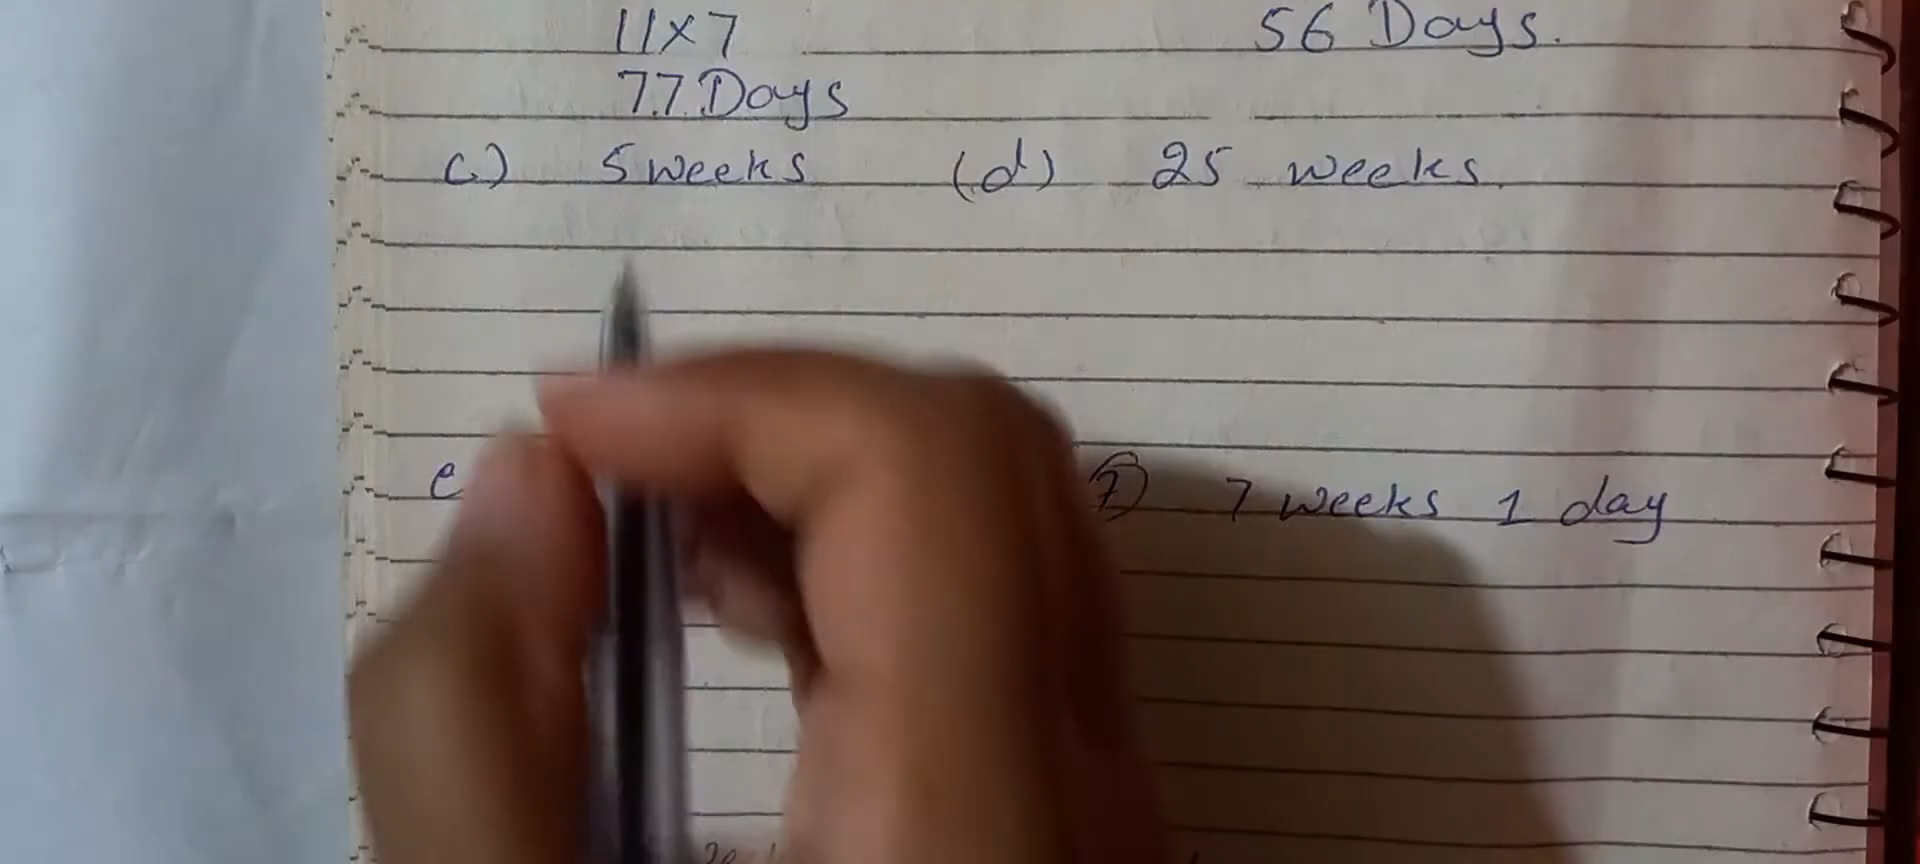 11×7 56 Days.
77 Days
c) 5 weeks (d) 25 weeks
e f) 7 weeks 1 day